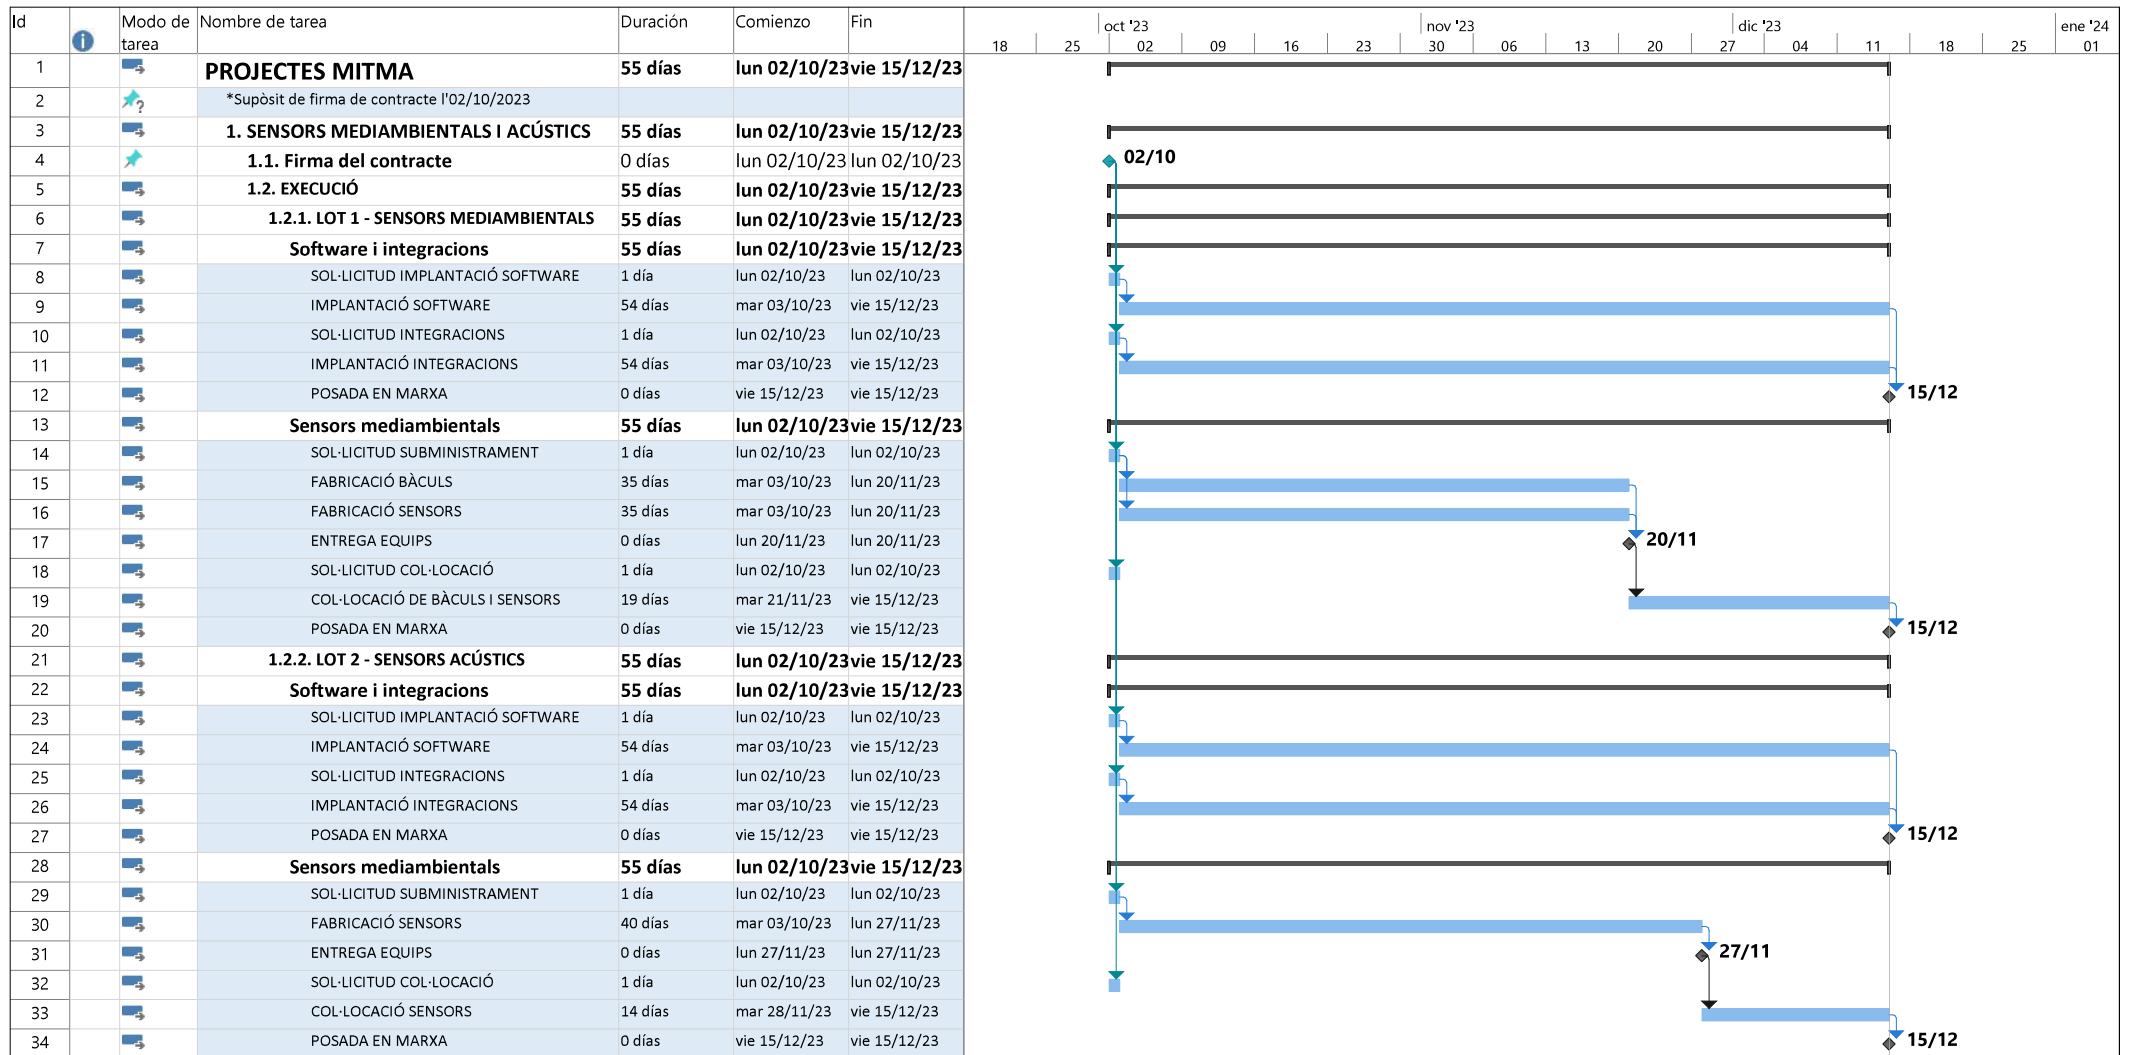 Id Modo de tarea Nombre de tarea Duración Comienzo Fin
oct '23 nov '23 dic '23 ene '24
18 25 02 09 16 23 30 06 13 20 27 04 11 18 25 01
1 PROJECTES MITMA 55 días lun 02/10/23 vie 15/12/23
2 *Supòsit de firma de contracte l'02/10/2023
3 1. SENSORS MEDIAMBIENTALS I ACÚSTICS 55 días lun 02/10/23 vie 15/12/23
4 1.1. Firma del contracte 0 días lun 02/10/23 lun 02/10/23 02/10
5 1.2. EXECUCIÓ 55 días lun 02/10/23 vie 15/12/23
6 1.2.1. LOT 1 - SENSORS MEDIAMBIENTALS 55 días lun 02/10/23 vie 15/12/23
7 Software i integracions 55 días lun 02/10/23 vie 15/12/23
8 SOL·LICITUD IMPLANTACIÓ SOFTWARE 1 día lun 02/10/23 lun 02/10/23
9 IMPLANTACIÓ SOFTWARE 54 días mar 03/10/23 vie 15/12/23
10 SOL·LICITUD INTEGRACIONS 1 día lun 02/10/23 lun 02/10/23
11 IMPLANTACIÓ INTEGRACIONS 54 días mar 03/10/23 vie 15/12/23
12 POSADA EN MARXA 0 días vie 15/12/23 vie 15/12/23 15/12
13 Sensors mediambientals 55 días lun 02/10/23 vie 15/12/23
14 SOL·LICITUD SUBMINISTRAMENT 1 día lun 02/10/23 lun 02/10/23
15 FABRICACIÓ BÀCULS 35 días mar 03/10/23 lun 20/11/23
16 FABRICACIÓ SENSORS 35 días mar 03/10/23 lun 20/11/23
17 ENTREGA EQUIPS 0 días lun 20/11/23 lun 20/11/23 20/11
18 SOL·LICITUD COL·LOCACIÓ 1 día lun 02/10/23 lun 02/10/23
19 COL·LOCACIÓ DE BÀCULS I SENSORS 19 días mar 21/11/23 vie 15/12/23
20 POSADA EN MARXA 0 días vie 15/12/23 vie 15/12/23 15/12
21 1.2.2. LOT 2 - SENSORS ACÚSTICS 55 días lun 02/10/23 vie 15/12/23
22 Software i integracions 55 días lun 02/10/23 vie 15/12/23
23 SOL·LICITUD IMPLANTACIÓ SOFTWARE 1 día lun 02/10/23 lun 02/10/23
24 IMPLANTACIÓ SOFTWARE 54 días mar 03/10/23 vie 15/12/23
25 SOL·LICITUD INTEGRACIONS 1 día lun 02/10/23 lun 02/10/23
26 IMPLANTACIÓ INTEGRACIONS 54 días mar 03/10/23 vie 15/12/23
27 POSADA EN MARXA 0 días vie 15/12/23 vie 15/12/23 15/12
28 Sensors mediambientals 55 días lun 02/10/23 vie 15/12/23
29 SOL·LICITUD SUBMINISTRAMENT 1 día lun 02/10/23 lun 02/10/23
30 FABRICACIÓ SENSORS 40 días mar 03/10/23 lun 27/11/23
31 ENTREGA EQUIPS 0 días lun 27/11/23 lun 27/11/23 27/11
32 SOL·LICITUD COL·LOCACIÓ 1 día lun 02/10/23 lun 02/10/23
33 COL·LOCACIÓ SENSORS 14 días mar 28/11/23 vie 15/12/23
34 POSADA EN MARXA 0 días vie 15/12/23 vie 15/12/23 15/12